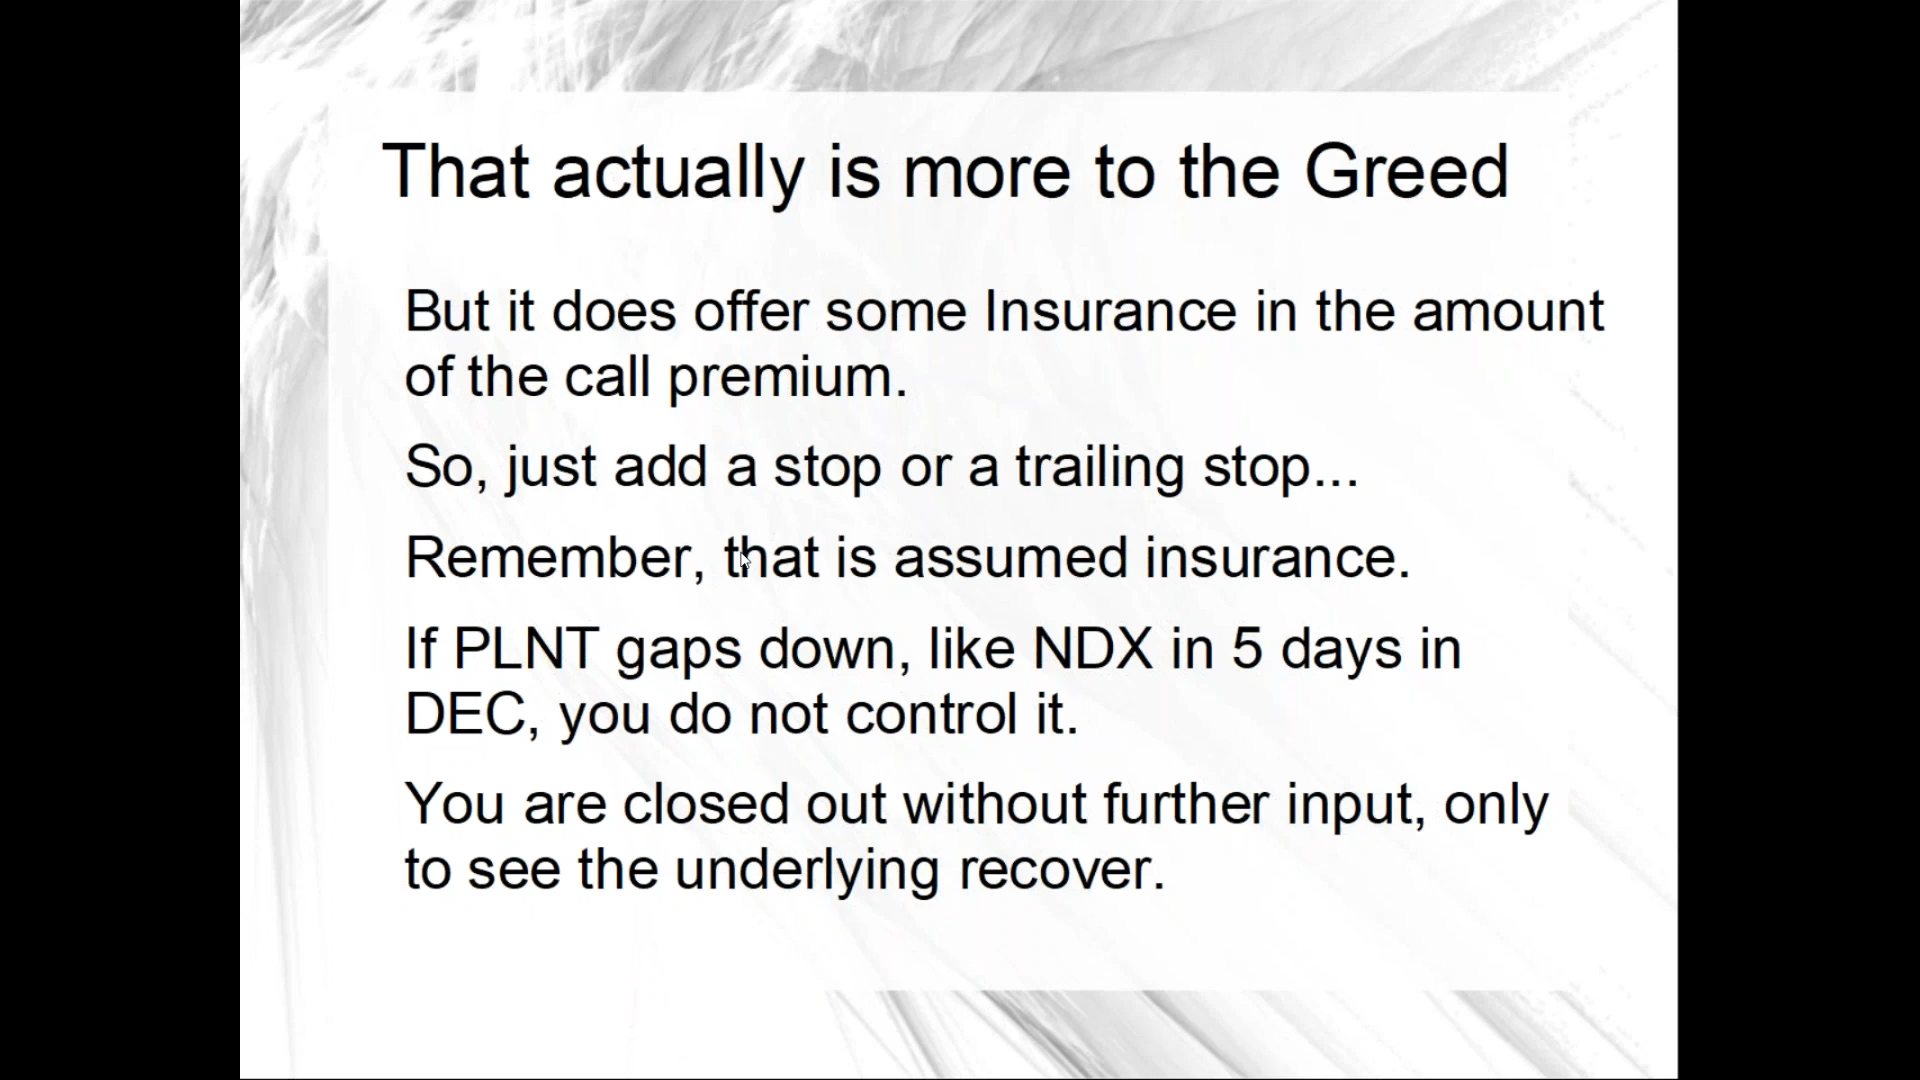 That actually is more to the Greed
But it does offer some Insurance in the amount
of the call premium.
So, just add a stop or a trailing stop...
Remember, that is assumed insurance.
If PLNT gaps down, like NDX in 5 days in
DEC, you do not control it.
You are closed out without further input, only
to see the underlying recover.